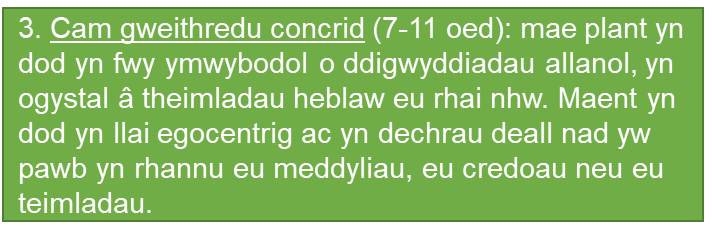 3. Cam gweithredu concrid (7-11 oed): mae plant yn
dod yn fwy ymwybodol o ddigwyddiadau allanol, yn
ogystal â theimladau heblaw eu rhai nhw. Maent yn
dod yn llai egocentrig ac yn dechrau deall nad yw
pawb yn rhannu eu meddyliau, eu credoau neu eu
teimladau.